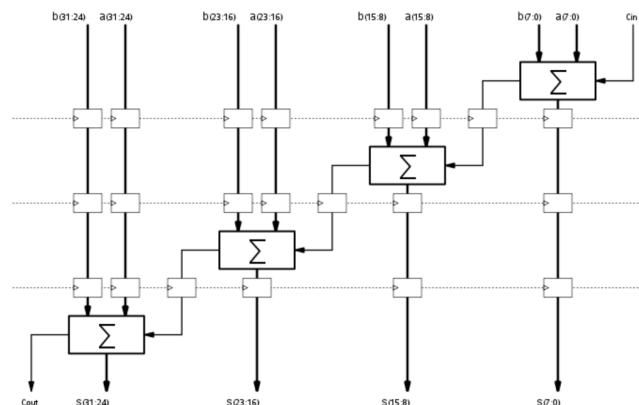 b(31:24) a(31:24) b(23:16) a(23:16) b(15:8) a(15:8) b(7:0) a(7:0) Cin
Σ
Σ
Σ
Σ
Cout S(31:24) S(23:16) S(15:8) S(7:0)